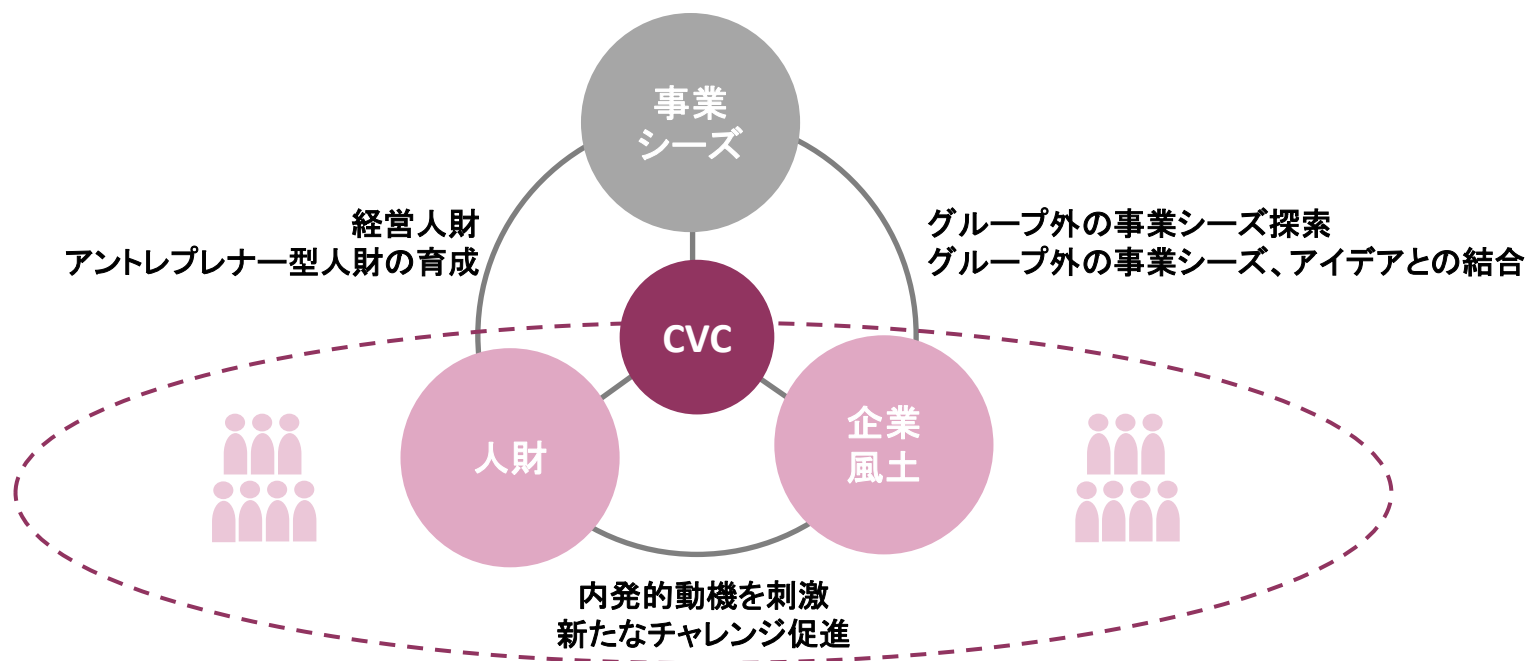 事業
シーズ
経営人財
アントレプレナー型人財の育成
グループ外の事業シーズ探索
グループ外の事業シーズ、アイデアとの結合
CVC
人財
企業
風土
内発的動機を刺激
新たなチャレンジ促進